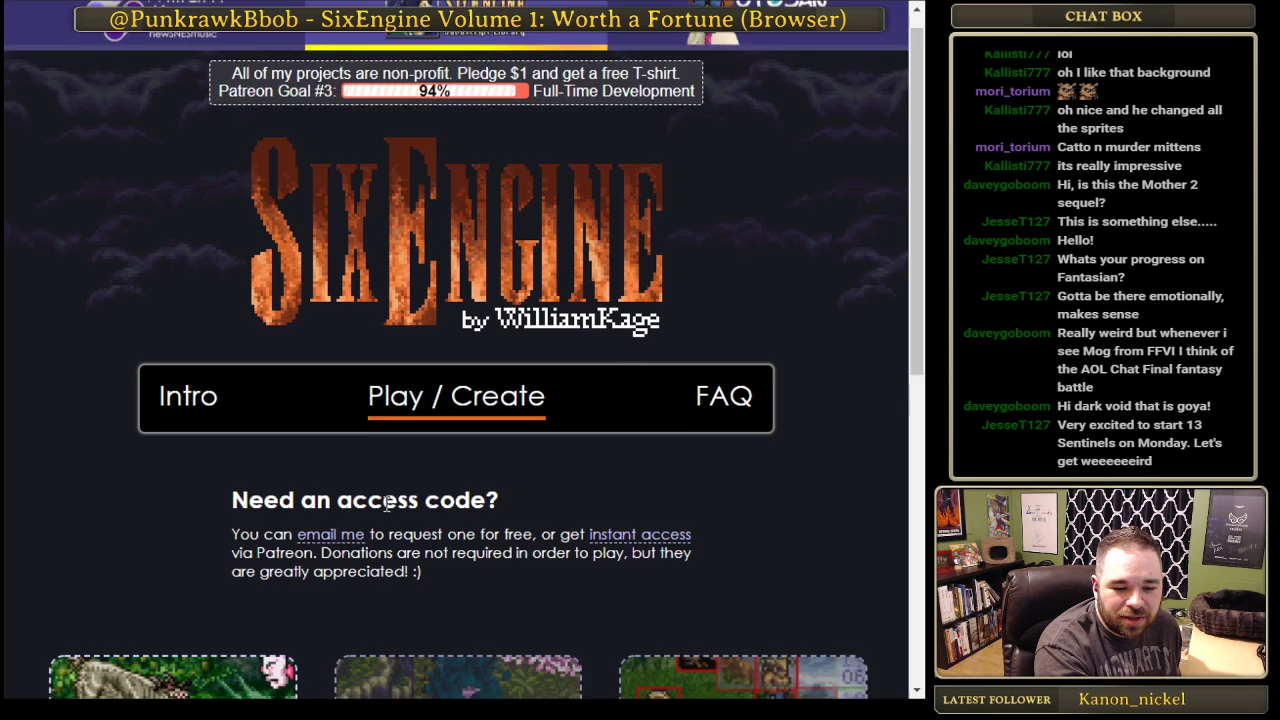 @PunkrawkBbob - SixEngine Volume 1: Worth a Fortune (Browser)
newSNESmusic
All of my projects are non-profit. Pledge $1 and get a free T-shirt.
Patreon Goal #3: 94% Full-Time Development
SIXENGINE
by WilliamKage
Intro
Play / Create
FAQ
Need an access code?
You can email me to request one for free, or get instant access
via Patreon. Donations are not required in order to play, but they
are greatly appreciated! :)
CHAT BOX
Kallisti777 lol
Kallisti777 oh I like that background
mori_torium
Kallisti777 oh nice and he changed all
the sprites
mori_torium Catto n murder mittens
Kallisti777 its really impressive
daveygoboom Hi, is this the Mother 2
sequel?
JesseT127 This is something else.....
daveygoboom Hello!
JesseT127 Whats your progress on
Fantasian?
JesseT127 Gotta be there emotionally,
makes sense
daveygoboom Really weird but whenever i
see Mog from FFVI I think of
the AOL Chat Final fantasy
battle
daveygoboom Hi dark void that is goya!
JesseT127 Very excited to start 13
Sentinels on Monday. Let's
get weeeeeeird
LATEST FOLLOWER Kanon_nickel